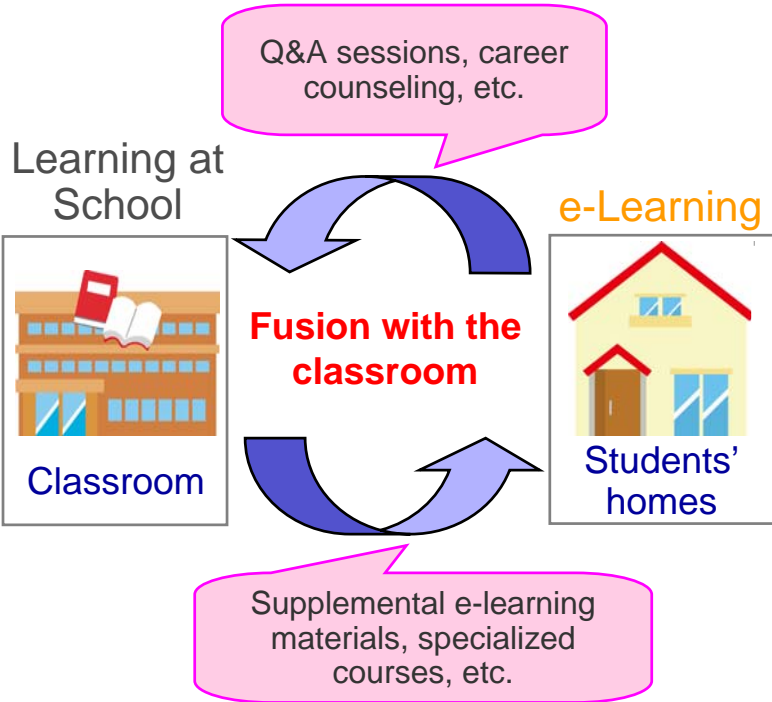 Q&A sessions, career
counseling, etc.
Learning at
School
e-Learning
Fusion with the
classroom
Classroom
Students’
homes
Supplemental e-learning
materials, specialized
courses, etc.